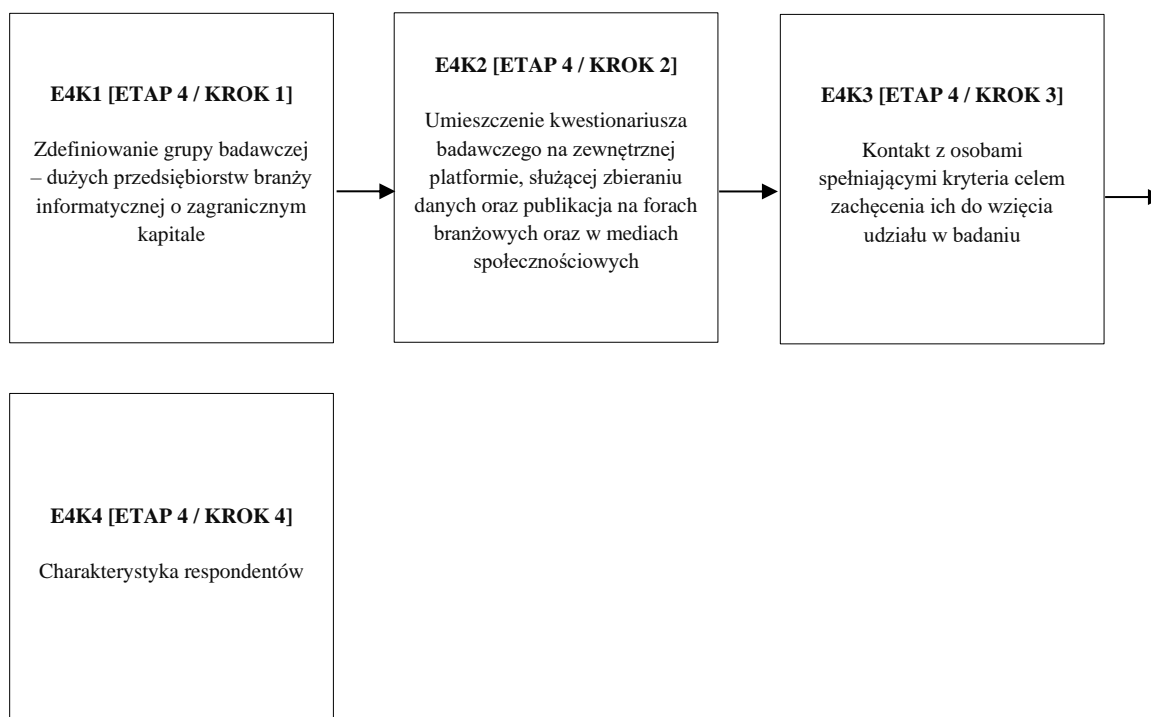 E4K1 [ETAP 4 / KROK 1]
Zdefiniowanie grupy badawczej
– dużych przedsiębiorstw branży
informatycznej o zagranicznym
kapitale
E4K2 [ETAP 4 / KROK 2]
Umieszczenie kwestionariusza
badawczego na zewnętrznej
platformie, służącej zbieraniu
danych oraz publikacja na forach
branżowych oraz w mediach
społecznościowych
E4K3 [ETAP 4 / KROK 3]
Kontakt z osobami
spełniającymi kryteria celem
zachęcenia ich do wzięcia
udziału w badaniu
E4K4 [ETAP 4 / KROK 4]
Charakterystyka respondentów